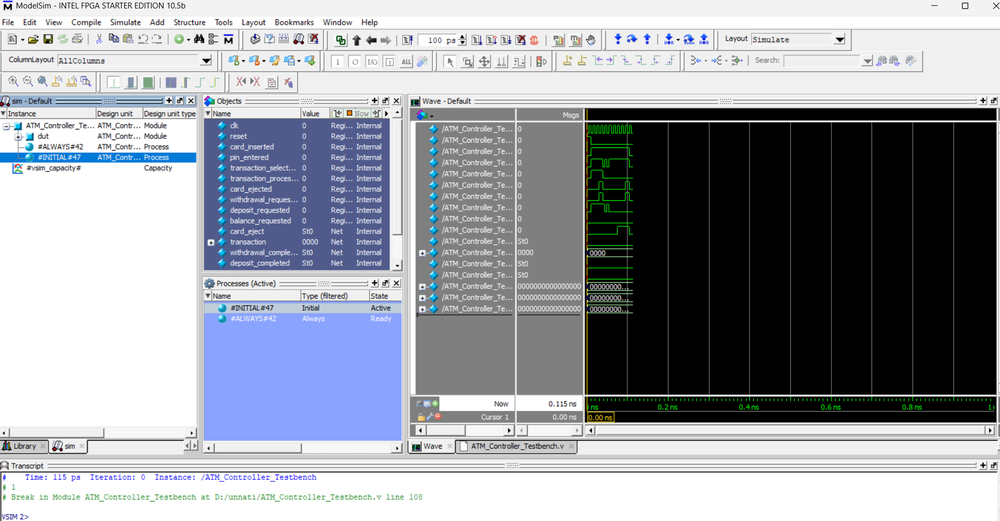 ModelSim - INTEL FPGA STARTER EDITION 10.5b
File Edit View Compile Simulate Add Structure Tools Layout Bookmarks Window Help
100 ps
Layout Simulate
ColumnLayout AllColumns
Search:
sim - Default
Instance Design unit Design unit type
ATM_Controller_Te... ATM_Contr... Module
dut ATM_Contr... Module
#ALWAYS#42 ATM_Contr... Process
#INITIAL#47 ATM_Contr... Process
#vsim_capacity# Capacity
Library sim
Objects
Name Value Now
clk 0 Regi... Internal
reset 0 Regi... Internal
card_inserted 0 Regi... Internal
pin_entered 0 Regi... Internal
transaction_select... 0 Regi... Internal
transaction_proces... 0 Regi... Internal
card_ejected 0 Regi... Internal
withdrawal_reques... 0 Regi... Internal
deposit_requested 0 Regi... Internal
balance_requested 0 Regi... Internal
card_eject St0 Net Internal
transaction 0000 Net Internal
withdrawal_comple... St0 Net Internal
deposit_completed St0 Net Internal
Processes (Active)
Name Type (filtered) State
#INITIAL#47 Initial Active
#ALWAYS#42 Always Ready
Wave - Default
Msgs
/ATM_Controller_Te... 0
/ATM_Controller_Te... 0
/ATM_Controller_Te... 0
/ATM_Controller_Te... 0
/ATM_Controller_Te... 0
/ATM_Controller_Te... 0
/ATM_Controller_Te... 0
/ATM_Controller_Te... 0
/ATM_Controller_Te... 0
/ATM_Controller_Te... 0
/ATM_Controller_Te... St0
/ATM_Controller_Te... 0000 0000
/ATM_Controller_Te... St0
/ATM_Controller_Te... St0
/ATM_Controller_Te... 0000000000000000 00000000...
/ATM_Controller_Te... 0000000000000000 00000000...
/ATM_Controller_Te... 0000000000000000 00000000...
Now 0.115 ns ns 0.2 ns 0.4 ns 0.6 ns 0.8 ns
Cursor 1 0.00 ns 0.00 ns
Wave ATM_Controller_Testbench.v
Transcript
# Time: 115 ps Iteration: 0 Instance: /ATM_Controller_Testbench
# 1
# Break in Module ATM_Controller_Testbench at D:/unnati/ATM_Controller_Testbench.v line 108
VSIM 2>